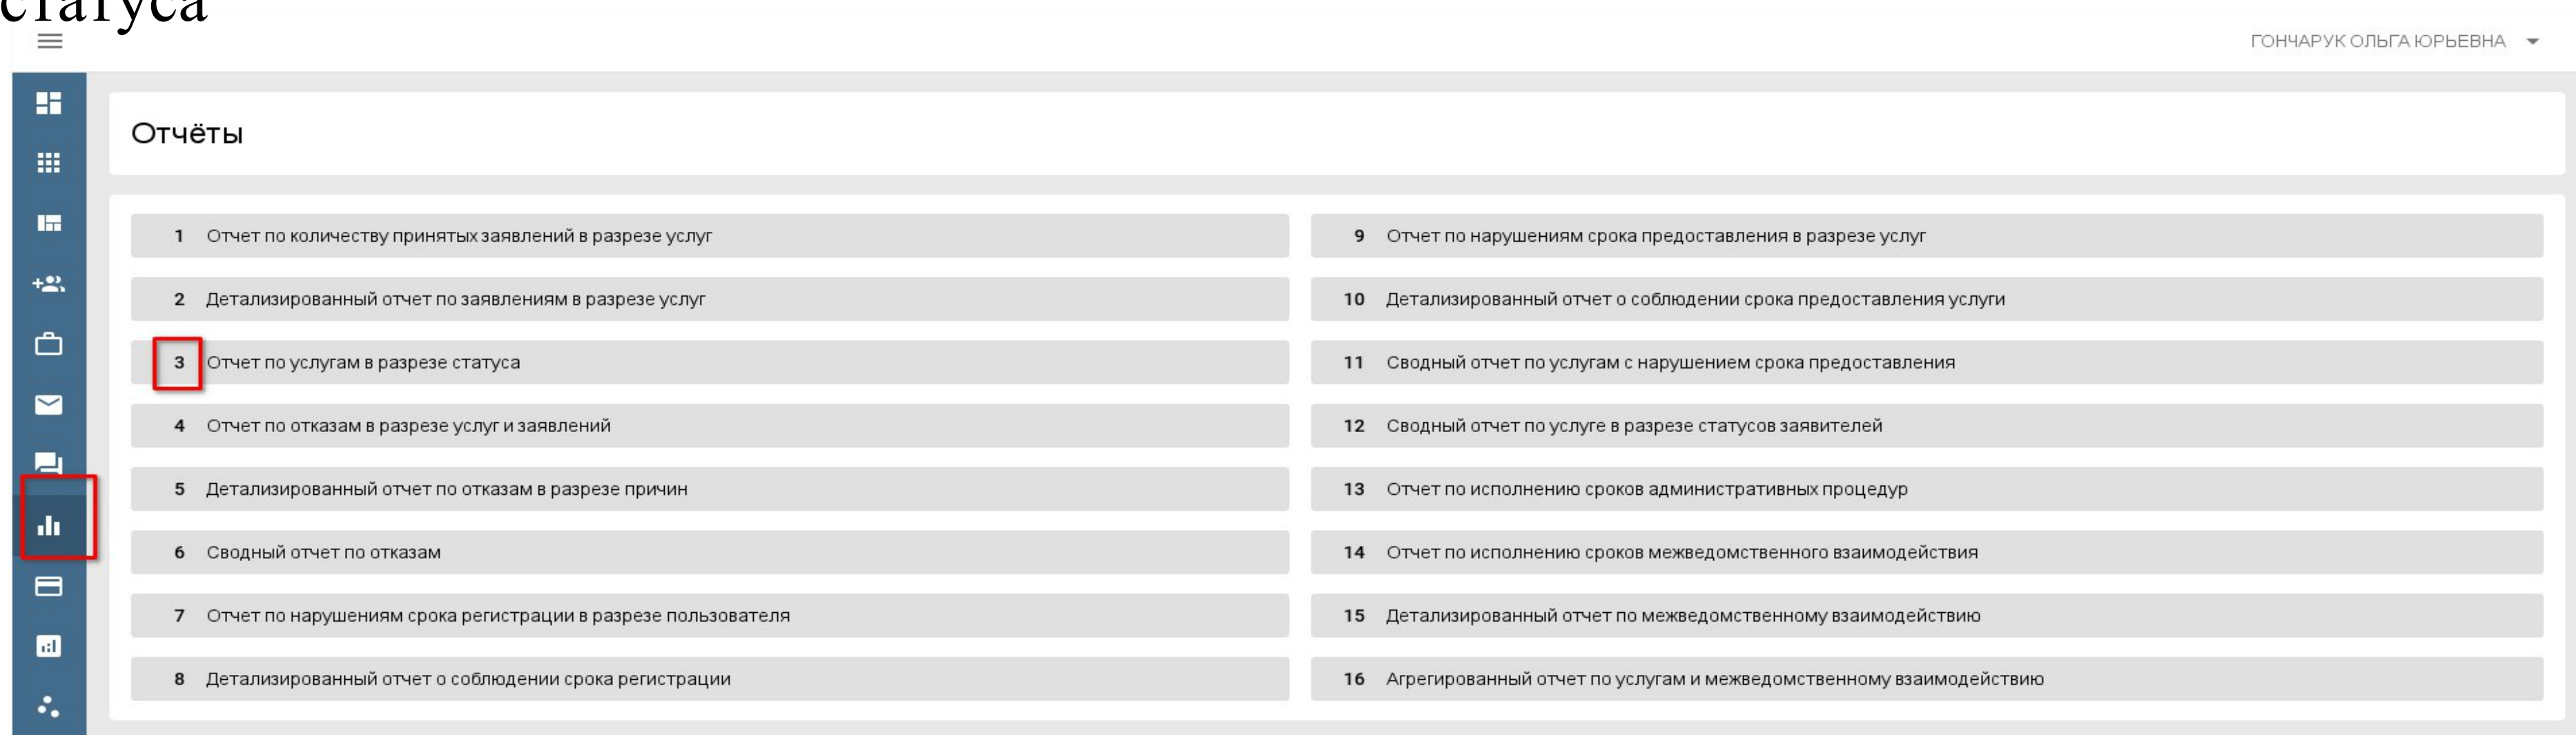 статуса
ГОНЧАРУК ОЛЬГА ЮРЬЕВНА
Отчёты
1 Отчет по количеству принятых заявлений в разрезе услуг
2 Детализированный отчет по заявлениям в разрезе услуг
3 Отчет по услугам в разрезе статуса
4 Отчет по отказам в разрезе услуг и заявлений
5 Детализированный отчет по отказам в разрезе причин
6 Сводный отчет по отказам
7 Отчет по нарушениям срока регистрации в разрезе пользователя
8 Детализированный отчет о соблюдении срока регистрации
9 Отчет по нарушениям срока предоставления в разрезе услуг
10 Детализированный отчет о соблюдении срока предоставления услуги
11 Сводный отчет по услугам с нарушением срока предоставления
12 Сводный отчет по услуге в разрезе статусов заявителей
13 Отчет по исполнению сроков административных процедур
14 Отчет по исполнению сроков межведомственного взаимодействия
15 Детализированный отчет по межведомственному взаимодействию
16 Агрегированный отчет по услугам и межведомственному взаимодействию